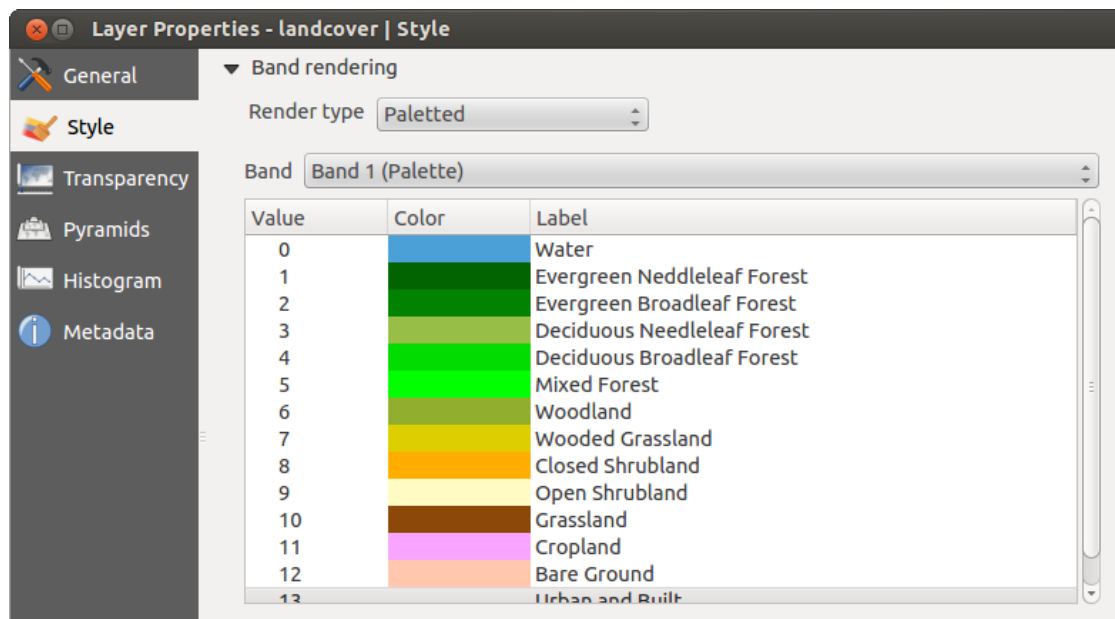 Layer Properties - landcover | Style
General
Style
Transparency
Pyramids
Histogram
Metadata
Band rendering
Render type Paletted
Band Band 1 (Palette)
Value Color Label
0 Water
1 Evergreen Neddleleaf Forest
2 Evergreen Broadleaf Forest
3 Deciduous Needleleaf Forest
4 Deciduous Broadleaf Forest
5 Mixed Forest
6 Woodland
7 Wooded Grassland
8 Closed Shrubland
9 Open Shrubland
10 Grassland
11 Cropland
12 Bare Ground
13 Urban and Built